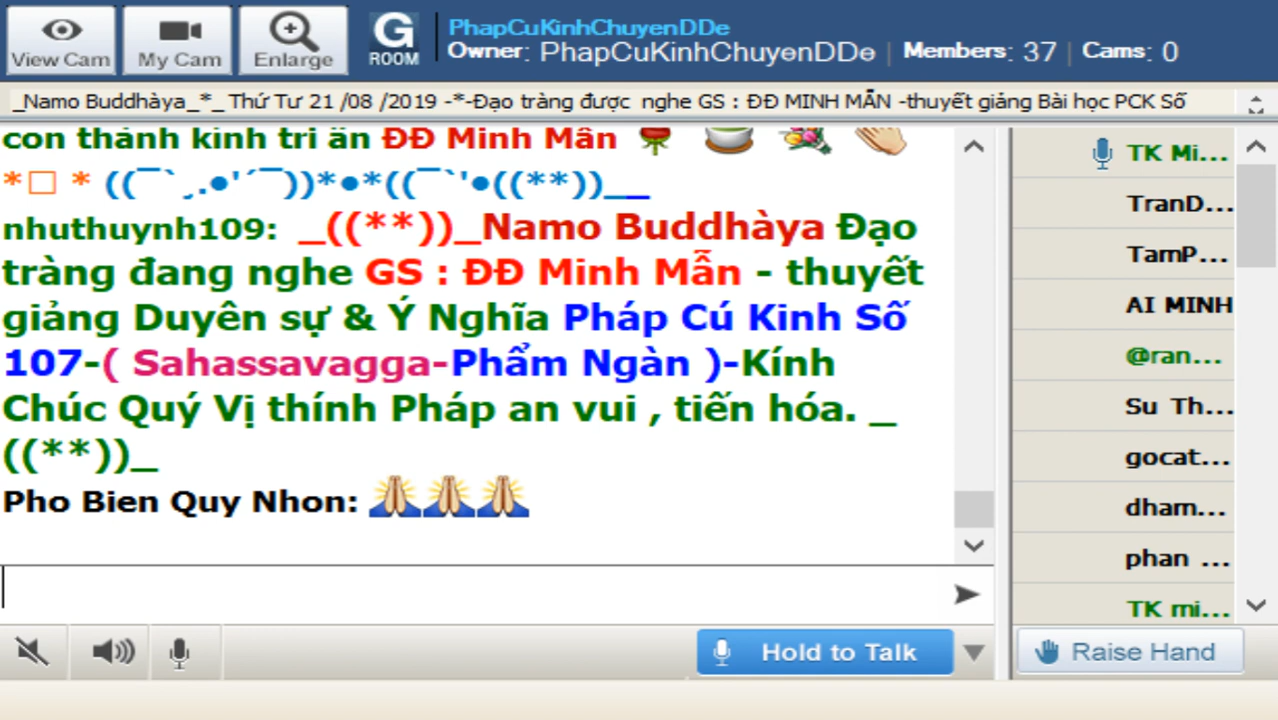 View Cam
My Cam
Enlarge
G
ROOM
PhapCuKinhChuyenDDe
Owner: PhapCuKinhChuyenDDe | Members: 37 | Cams: 0
_Namo Buddhàya_*_ Thứ Tư 21 /08 /2019 -*-Đạo tràng được nghe GS : ĐĐ MINH MẪN -thuyết giảng Bài học PCK Số
con thành kính tri ân ĐĐ Minh Mẫn
*□ * ((¯`¸.●'´¯))*●*((¯`'●((**))__
nhuthuynh109: _((**))_Namo Buddhàya Đạo
tràng đang nghe GS : ĐĐ Minh Mẫn - thuyết
giảng Duyên sự & Ý Nghĩa Pháp Cú Kinh Số
107-( Sahassavagga-Phẩm Ngàn )-Kính
Chúc Quý Vị thính Pháp an vui , tiến hóa. _
((**))_
Pho Bien Quy Nhon: 🙏🙏🙏
TK Mi...
TranD...
TamP...
AI MINH
@ran...
Su Th...
gocat...
dham...
phan ...
TK mi...
Hold to Talk
Raise Hand